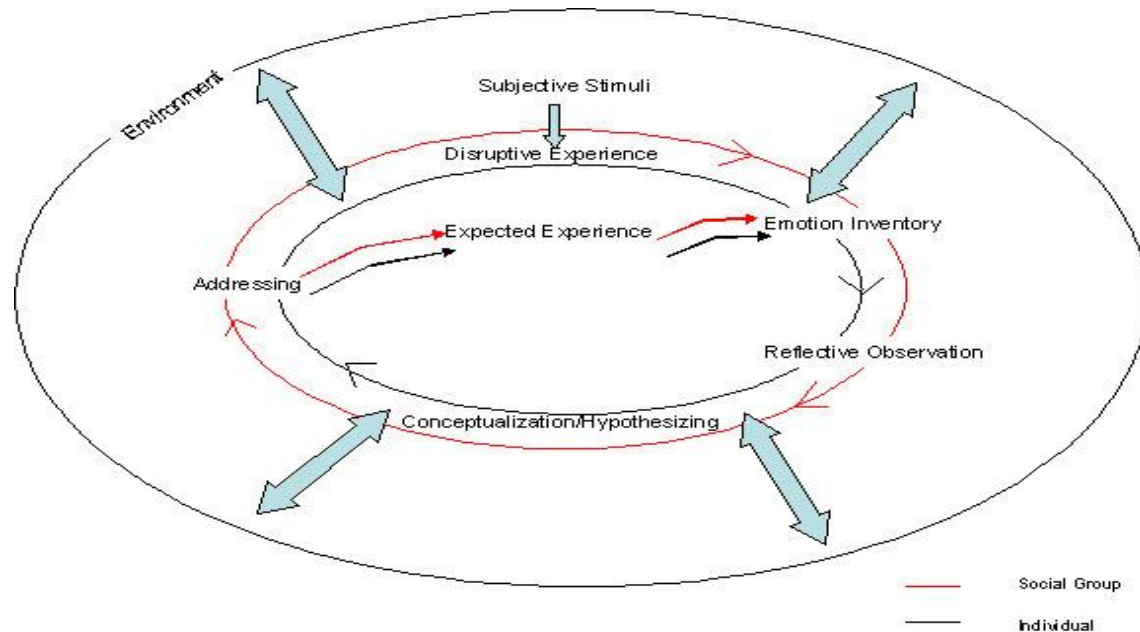 Environment
Subjective Stimuli
Disruptive Experience
Expected Experience
Emotion Inventory
Addressing
Reflective Observation
Conceptualization/Hypothesizing
Social Group
Individual